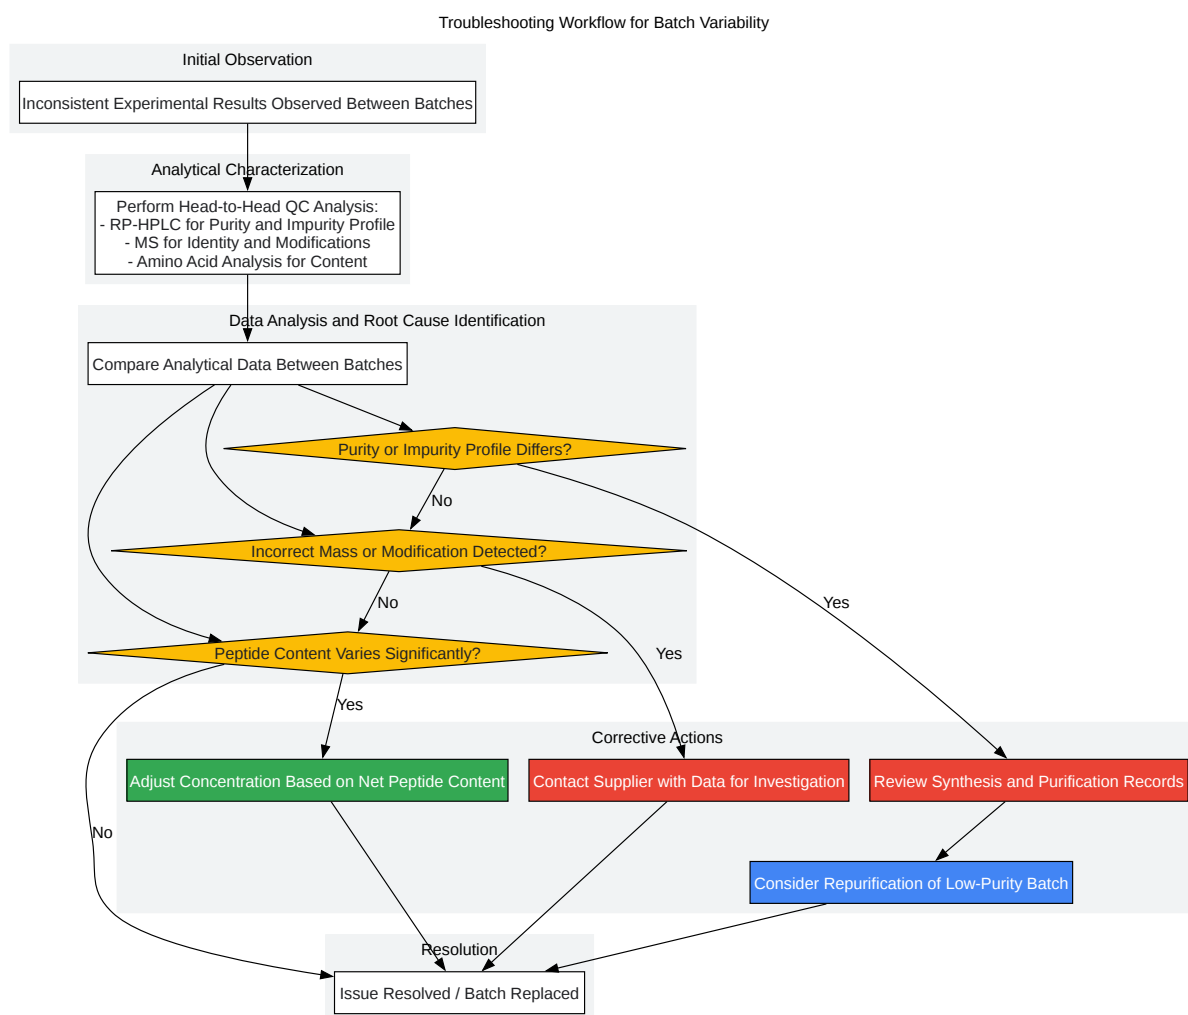 Troubleshooting Workflow for Batch Variability
Initial Observation
Inconsistent Experimental Results Observed Between Batches
Analytical Characterization
Perform Head-to-Head QC Analysis:
- RP-HPLC for Purity and Impurity Profile
- MS for Identity and Modifications
- Amino Acid Analysis for Content
Data Analysis and Root Cause Identification
Compare Analytical Data Between Batches
Purity or Impurity Profile Differs?
No
Incorrect Mass or Modification Detected?
No
Yes
Peptide Content Varies Significantly?
Yes
Yes
Corrective Actions
Adjust Concentration Based on Net Peptide Content
Contact Supplier with Data for Investigation
Review Synthesis and Purification Records
No
Consider Repurification of Low-Purity Batch
Resolution
Issue Resolved / Batch Replaced